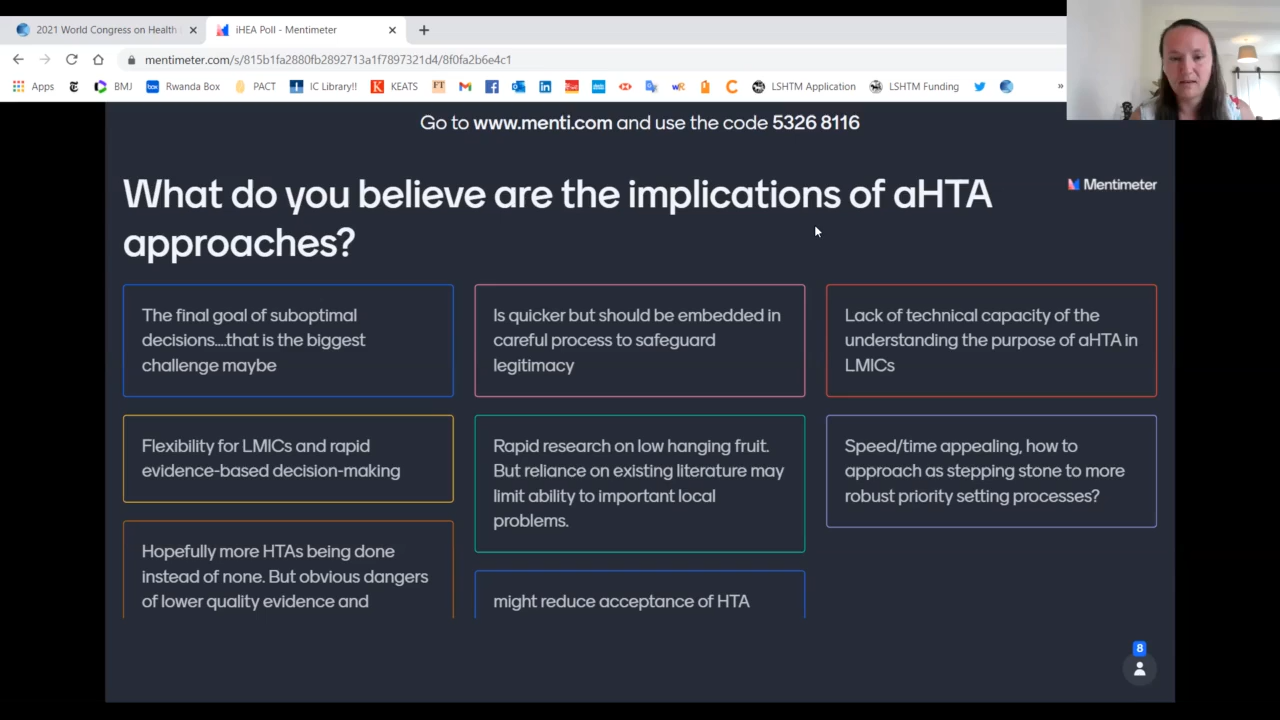 2021 World Congress on Health
iHEA Poll - Mentimeter
mentimeter.com/s/815b1fa2880fb2892713a1f7897321d4/8f0fa2b6e4c1
Apps
BMJ
box
Rwanda Box
PACT
IC Library!!
K
KEATS
FT
LSHTM Application
LSHTM Funding
»
Go to www.menti.com and use the code 5326 8116
What do you believe are the implications of aHTA
approaches?
Mentimeter
The final goal of suboptimal
decisions....that is the biggest
challenge maybe
Is quicker but should be embedded in
careful process to safeguard
legitimacy
Lack of technical capacity of the
understanding the purpose of aHTA in
LMICs
Flexibility for LMICs and rapid
evidence-based decision-making
Rapid research on low hanging fruit.
But reliance on existing literature may
limit ability to important local
problems.
Speed/time appealing, how to
approach as stepping stone to more
robust priority setting processes?
Hopefully more HTAs being done
instead of none. But obvious dangers
of lower quality evidence and
might reduce acceptance of HTA
8